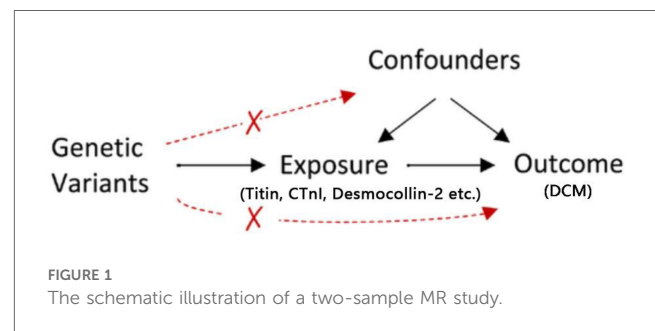 Confounders
X
Genetic
Variants
Exposure
Outcome
(Titin, CTnI, Desmocollin-2 etc.)
(DCM)
X
FIGURE 1
The schematic illustration of a two-sample MR study.